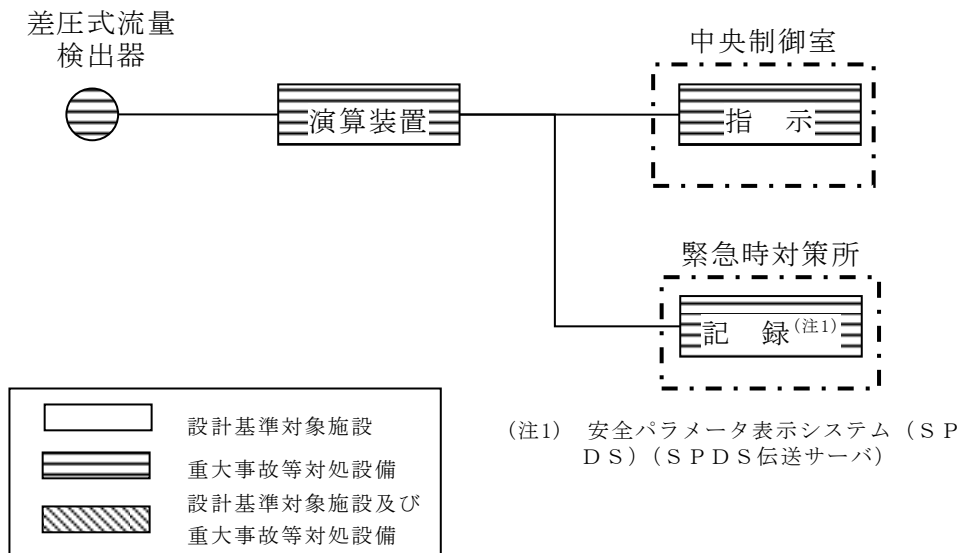 差圧式流量
検出器
演算装置
中央制御室
指　示
緊急時対策所
記　録(注1)
設計基準対象施設
重大事故等対処設備
設計基準対象施設及び
重大事故等対処設備
(注1)　安全パラメータ表示システム（ＳＰ
ＤＳ）（ＳＰＤＳ伝送サーバ）